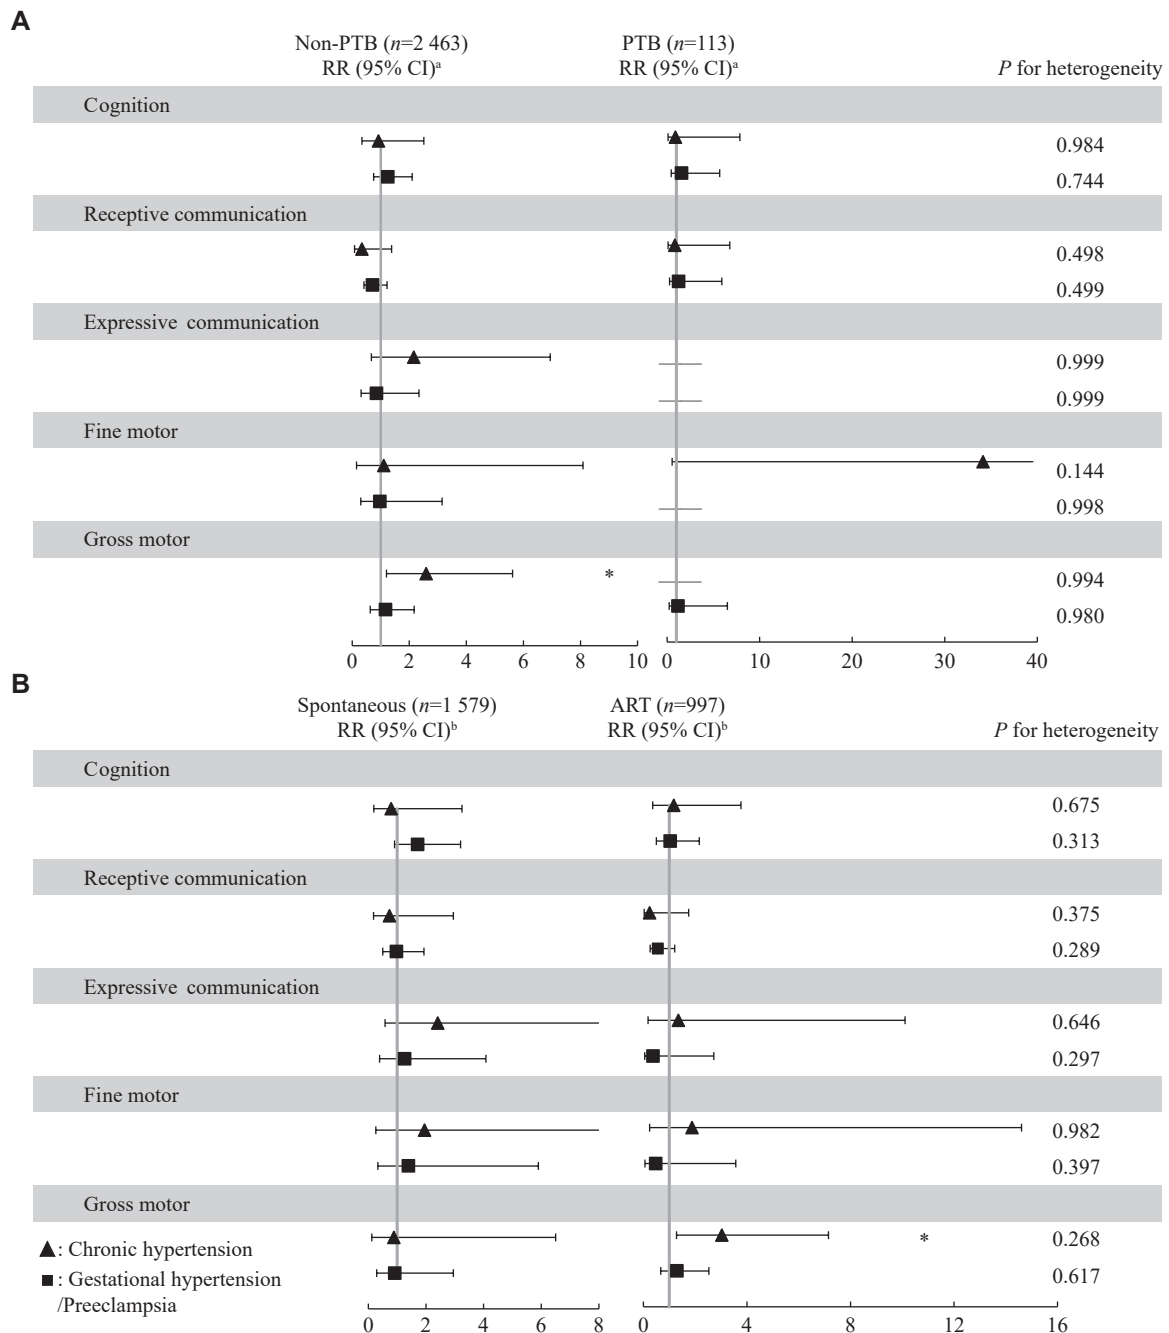 A
Non-PTB (n=2 463) PTB (n=113)
RR (95% CI)ᵃ RR (95% CI)ᵃ P for heterogeneity
Cognition
0.984
0.744
Receptive communication
0.498
0.499
Expressive communication
0.999
0.999
Fine motor
0.144
0.998
Gross motor
* 0.994
0.980
0 2 4 6 8 10 0 10 20 30 40
B
Spontaneous (n=1 579) ART (n=997)
RR (95% CI)ᵇ RR (95% CI)ᵇ P for heterogeneity
Cognition
0.675
0.313
Receptive communication
0.375
0.289
Expressive communication
0.646
0.297
Fine motor
0.982
0.397
Gross motor
▲: Chronic hypertension * 0.268
■: Gestational hypertension 0.617
/Preeclampsia
0 2 4 6 8 0 4 8 12 16